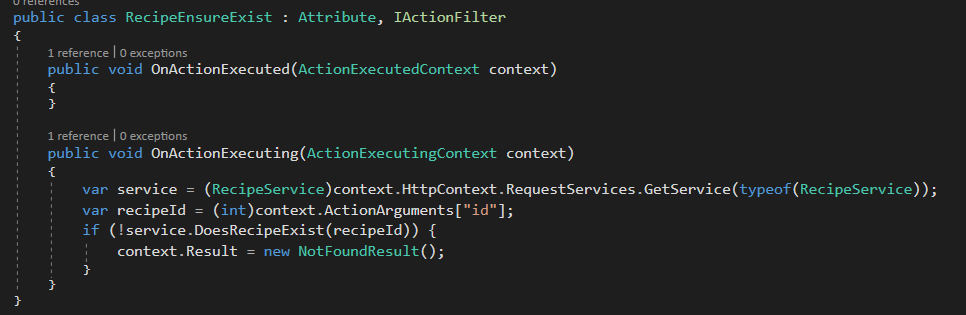 0 references
public class RecipeEnsureExist : Attribute, IActionFilter
{
1 reference | 0 exceptions
public void OnActionExecuted(ActionExecutedContext context)
{
}
1 reference | 0 exceptions
public void OnActionExecuting(ActionExecutingContext context)
{
var service = (RecipeService)context.HttpContext.RequestServices.GetService(typeof(RecipeService));
var recipeId = (int)context.ActionArguments["id"];
if (!service.DoesRecipeExist(recipeId)) {
context.Result = new NotFoundResult();
}
}
}